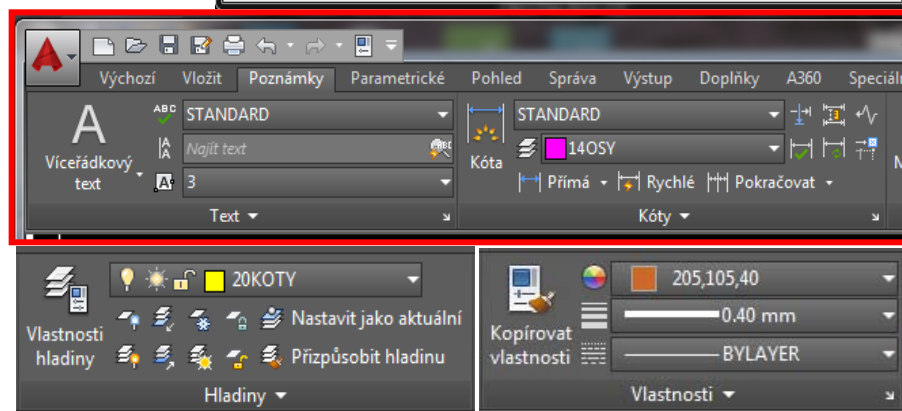 Výchozí Vložit Poznámky Parametrické Pohled Správa Výstup Doplňky A360
A
Víceřádkový
text
ABC STANDARD
Najít text
3
Text
Kóta
STANDARD
14OSY
Přímá Rychlé Pokračovat
Kóty
Vlastnosti
hladiny
20KOTY
Nastavit jako aktuální
Přizpůsobit hladinu
Hladiny
Kopírovat
vlastnosti
205,105,40
0.40 mm
BYLAYER
Vlastnosti